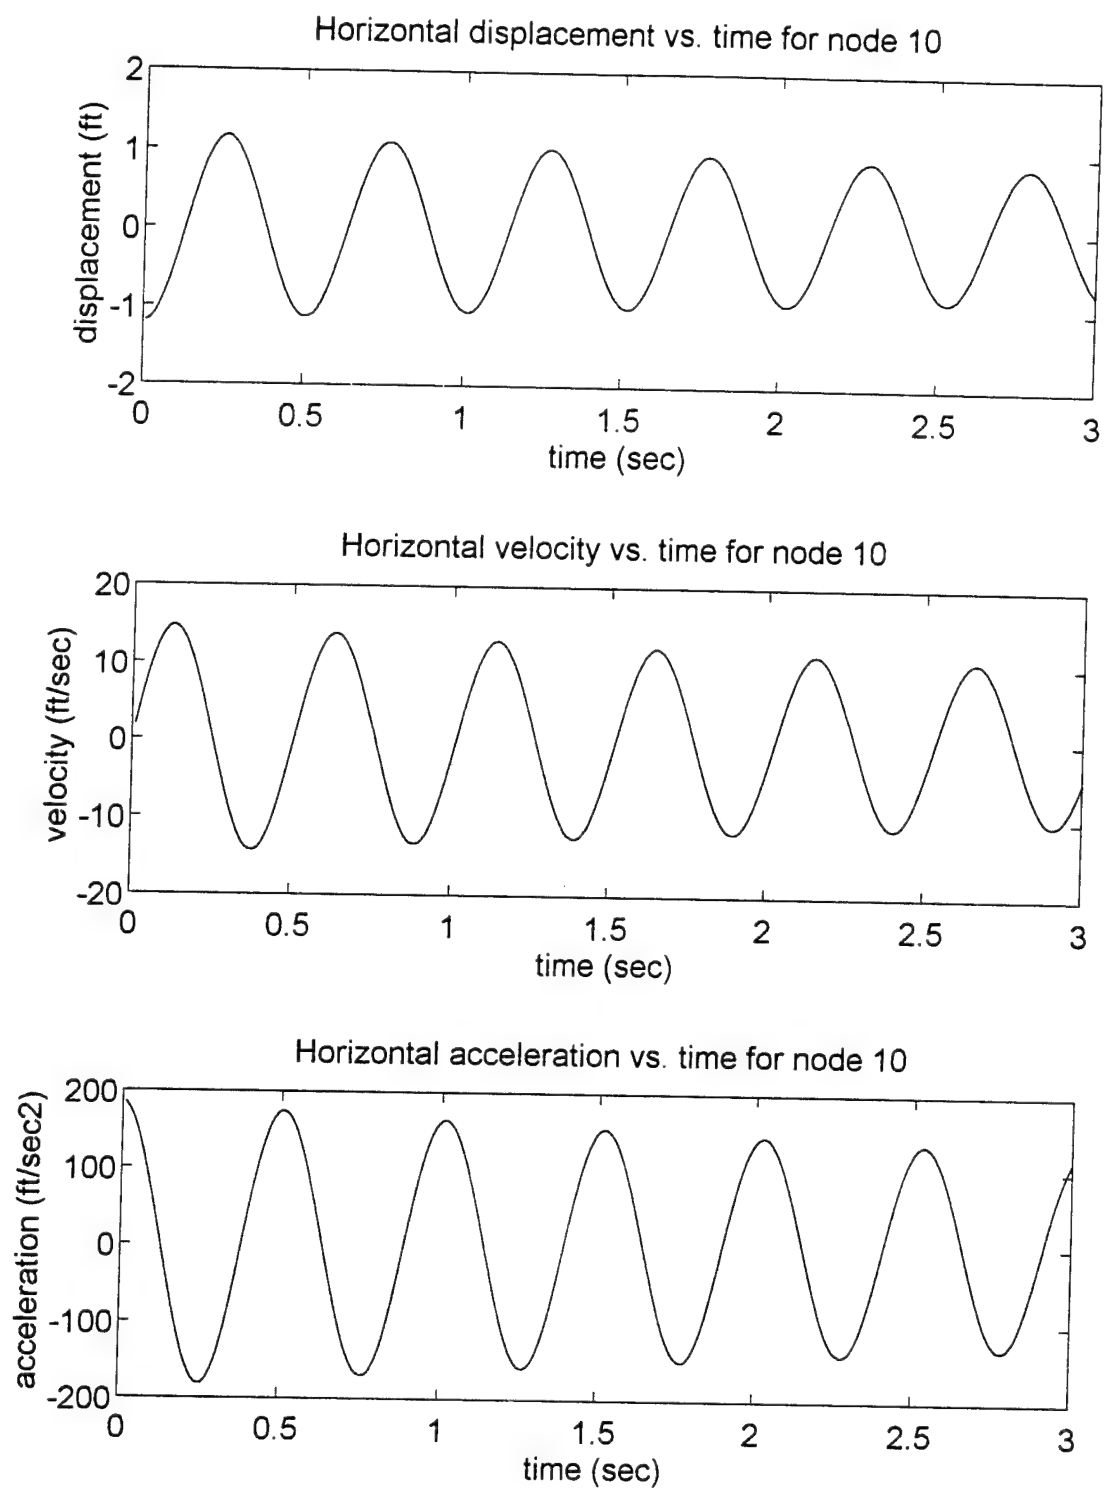 Horizontal displacement vs. time for node 10
2
1
0
-1
-2
displacement (ft)
0 0.5 1 1.5 2 2.5 3
time (sec)
Horizontal velocity vs. time for node 10
20
10
0
-10
-20
velocity (ft/sec)
0 0.5 1 1.5 2 2.5 3
time (sec)
Horizontal acceleration vs. time for node 10
200
100
0
-100
-200
acceleration (ft/sec2)
0 0.5 1 1.5 2 2.5 3
time (sec)